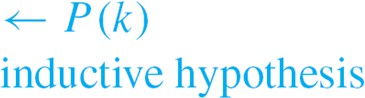 ← P(k)
inductive hypothesis